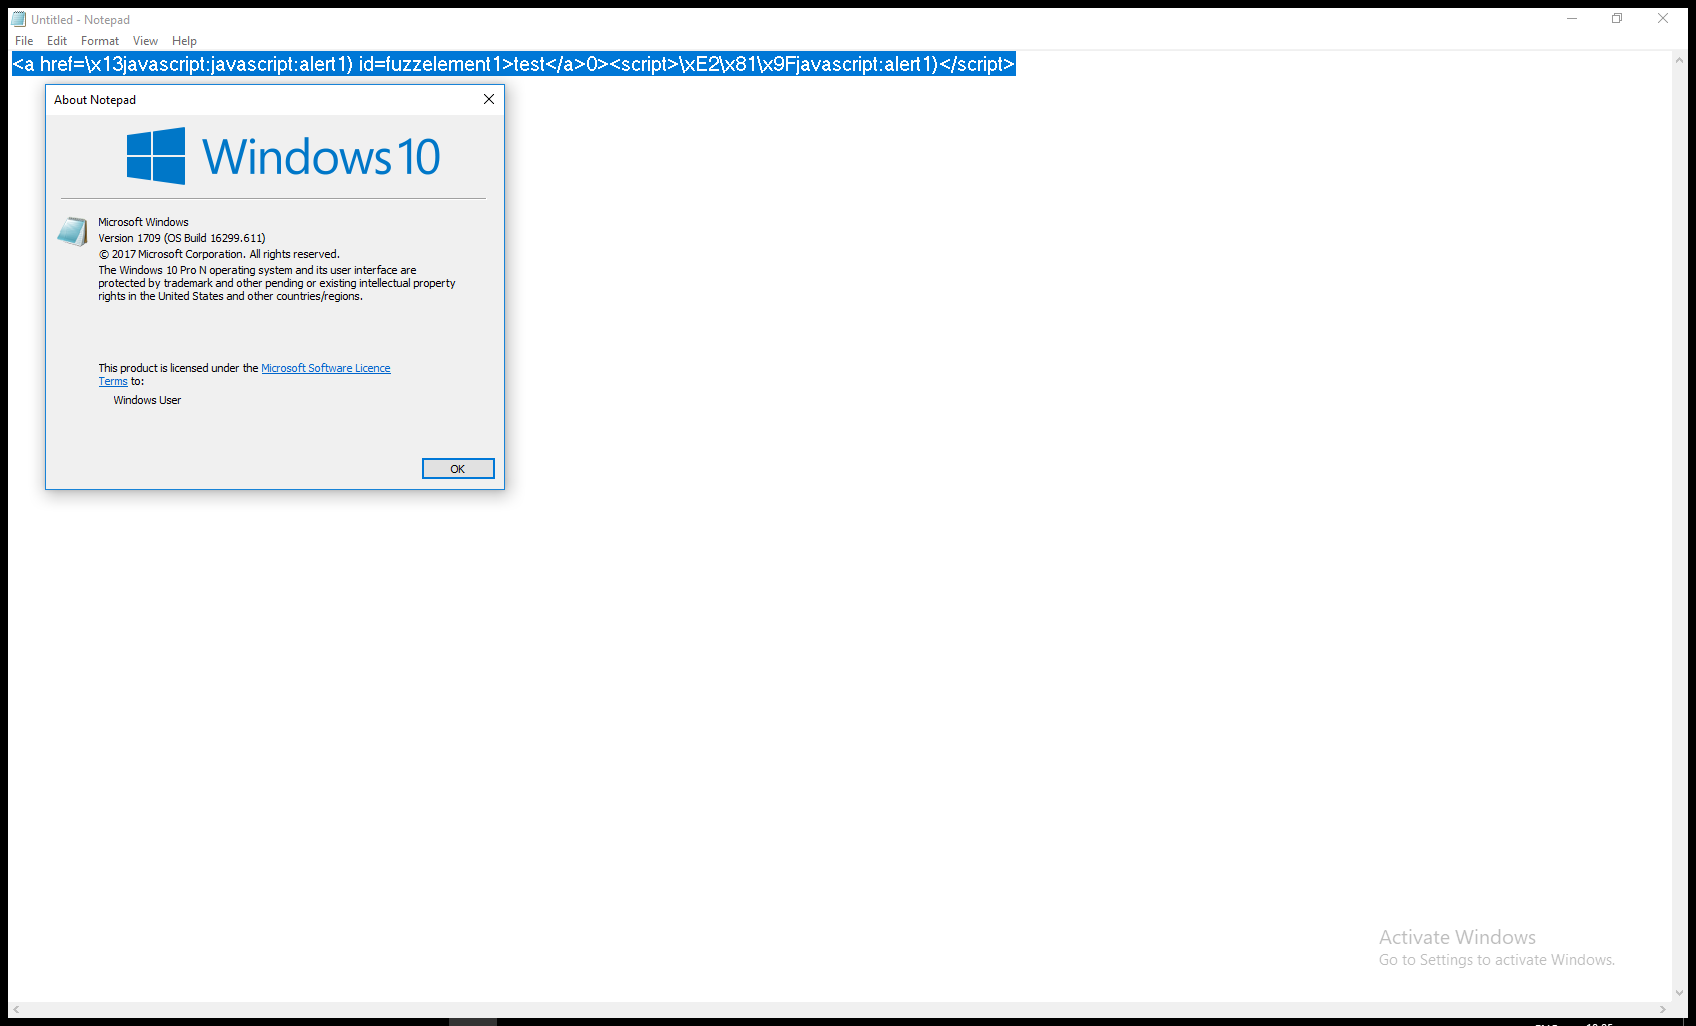 Untitled - Notepad
File Edit Format View Help
<a href=\x13javascript:javascript:alert1) id=fuzzelement1>test</a>0><script>\xE2\x81\x9Fjavascript:alert1)</script>
About Notepad
Windows 10
Microsoft Windows
Version 1709 (OS Build 16299.611)
© 2017 Microsoft Corporation. All rights reserved.
The Windows 10 Pro N operating system and its user interface are
protected by trademark and other pending or existing intellectual property
rights in the United States and other countries/regions.
This product is licensed under the Microsoft Software Licence
Terms to:
Windows User
OK
Activate Windows
Go to Settings to activate Windows.